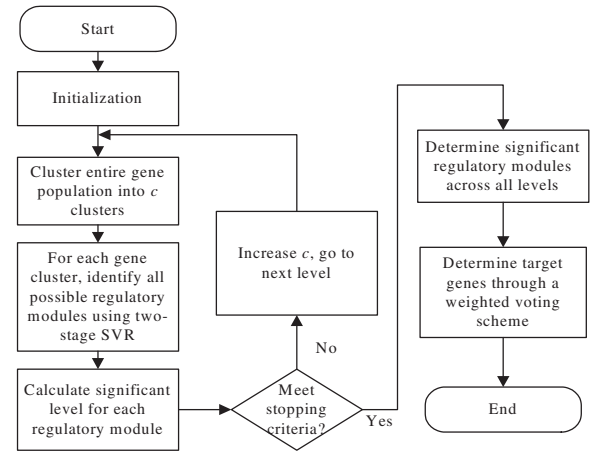 Start
Initialization
Cluster entire gene
population into c
clusters
For each gene
cluster, identify all
possible regulatory
modules using two-
stage SVR
Calculate significant
level for each
regulatory module
Increase c, go to
next level
No
Meet
stopping
criteria?
Yes
Determine significant
regulatory modules
across all levels
Determine target
genes through a
weighted voting
scheme
End